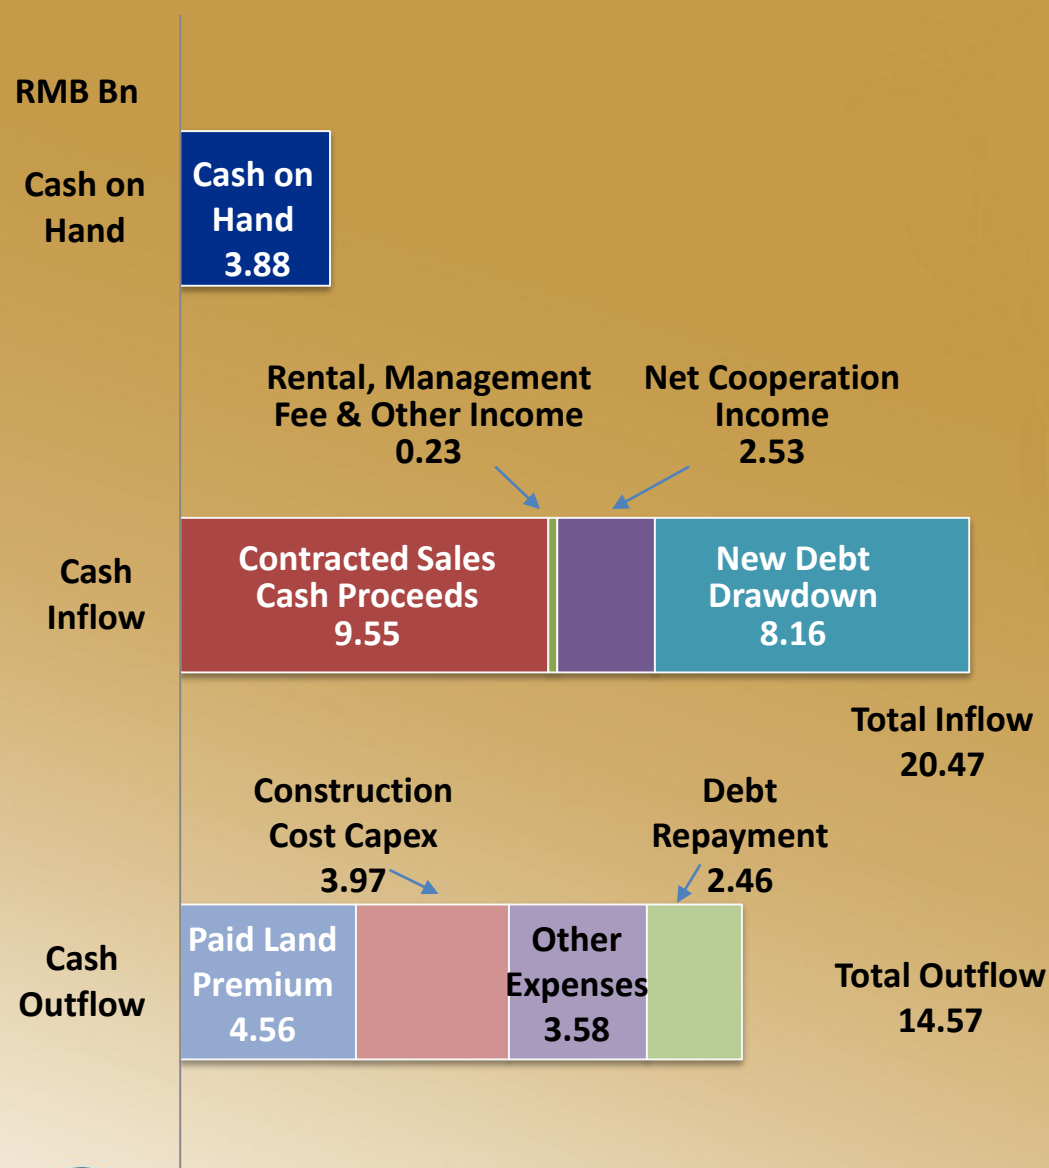 RMB Bn
Cash on
Hand
Cash on
Hand
3.88
Rental, Management
Fee & Other Income
0.23
Net Cooperation
Income
2.53
Cash
Inflow
Contracted Sales
Cash Proceeds
9.55
New Debt
Drawdown
8.16
Total Inflow
20.47
Construction
Cost Capex
3.97
Debt
Repayment
2.46
Cash
Outflow
Paid Land
Premium
4.56
Other
Expenses
3.58
Total Outflow
14.57